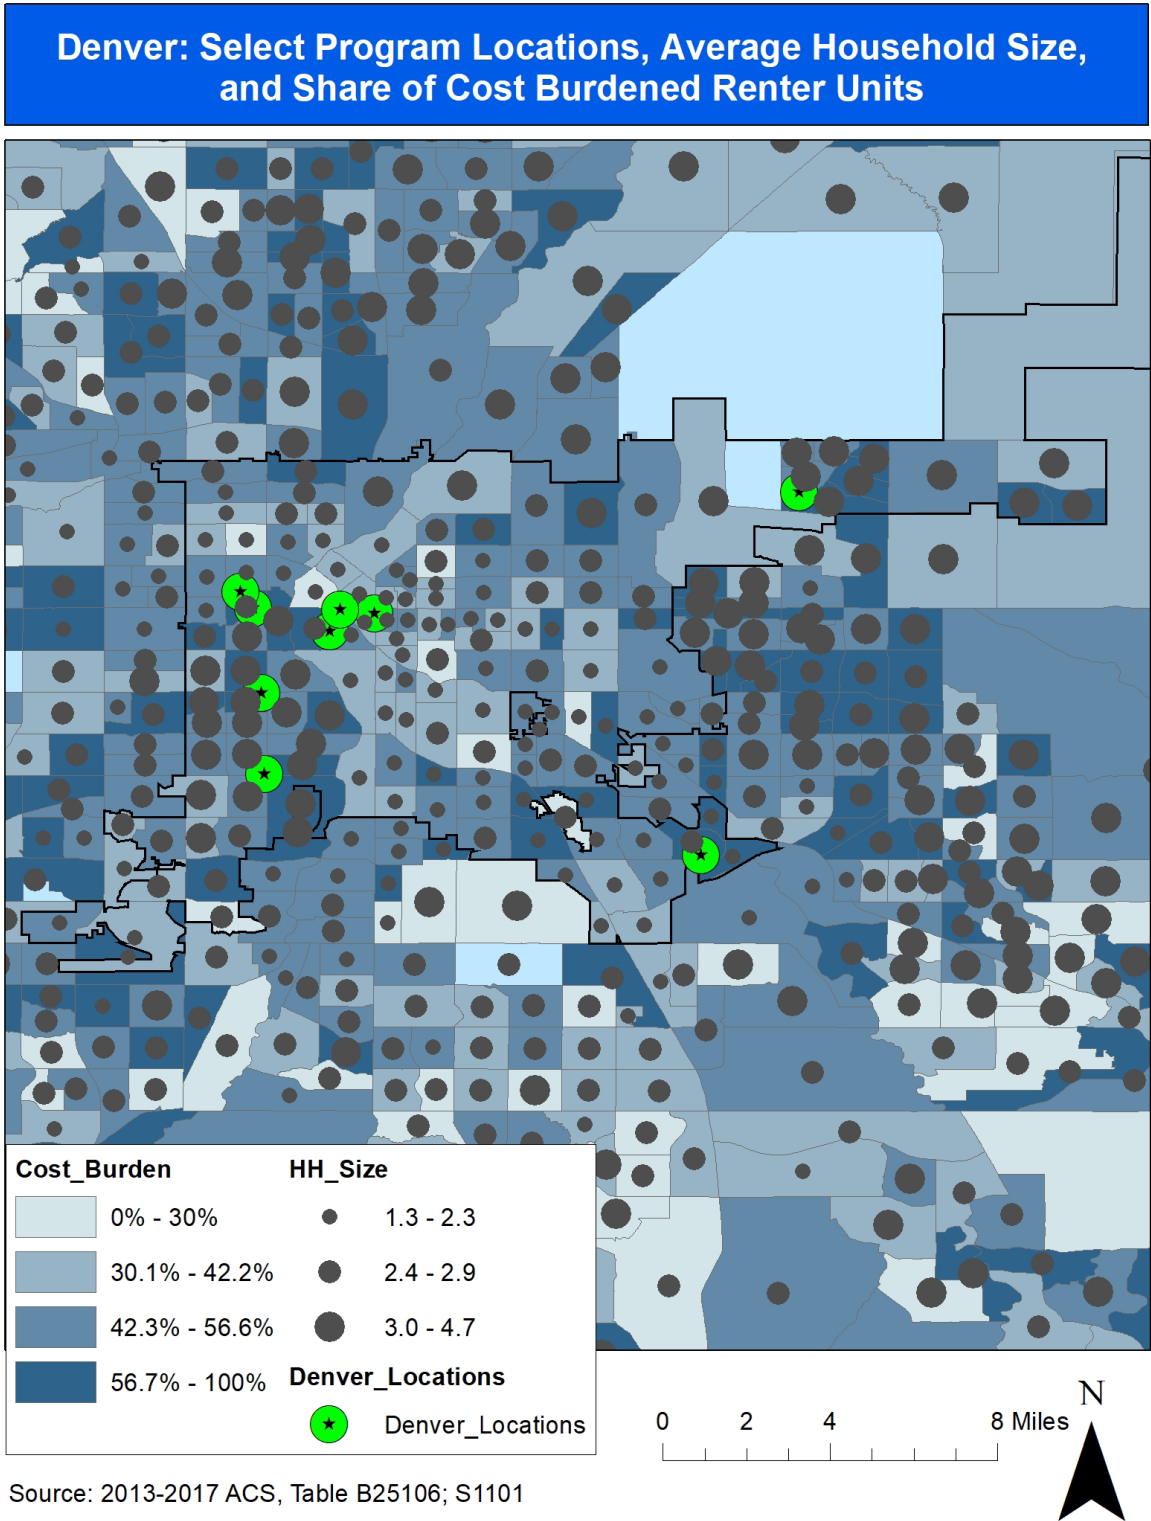 Denver: Select Program Locations, Average Household Size,
and Share of Cost Burdened Renter Units
Cost_Burden
0% - 30%
30.1% - 42.2%
42.3% - 56.6%
56.7% - 100%
HH_Size
1.3 - 2.3
2.4 - 2.9
3.0 - 4.7
Denver_Locations
Denver_Locations
0 2 4 8 Miles
N
Source: 2013-2017 ACS, Table B25106; S1101